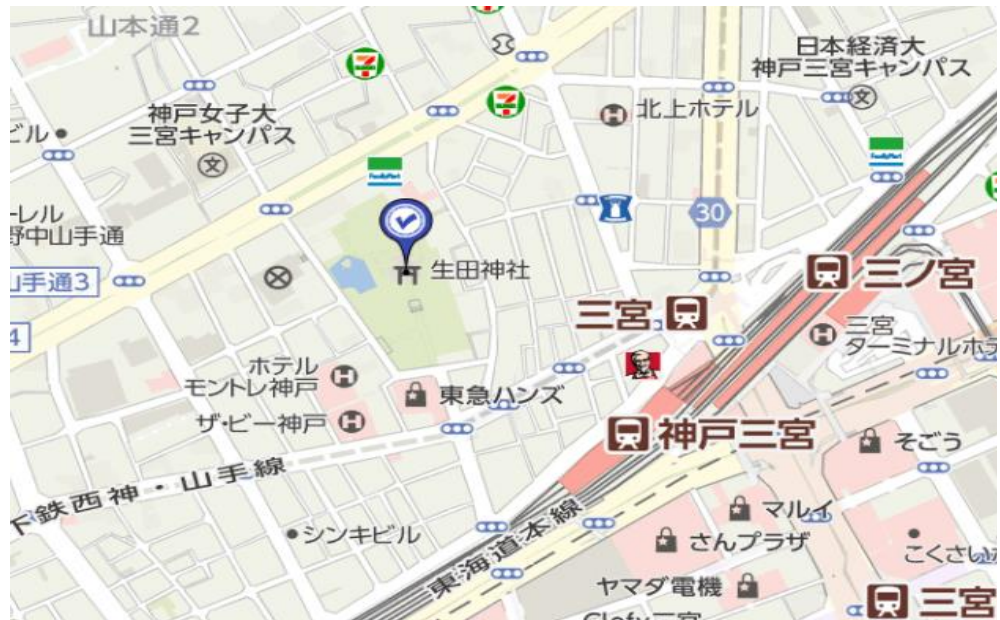 山本通2
日本経済大
神戸三宮キャンパス
神戸女子大
三宮キャンパス
北上ホテル
ビル
FamilyMart
FamilyMart
30
ーレル
野中山手通
生田神社
山手通3
三ノ宮
三宮
4
三宮
ターミナルホテ
ホテル
モントレ神戸
東急ハンズ
ザ・ビー神戸
神戸三宮
そごう
下鉄西神・山手線
マルイ
シンキビル
東海道本線
さんプラザ
こくさい
ヤマダ電機
三宮